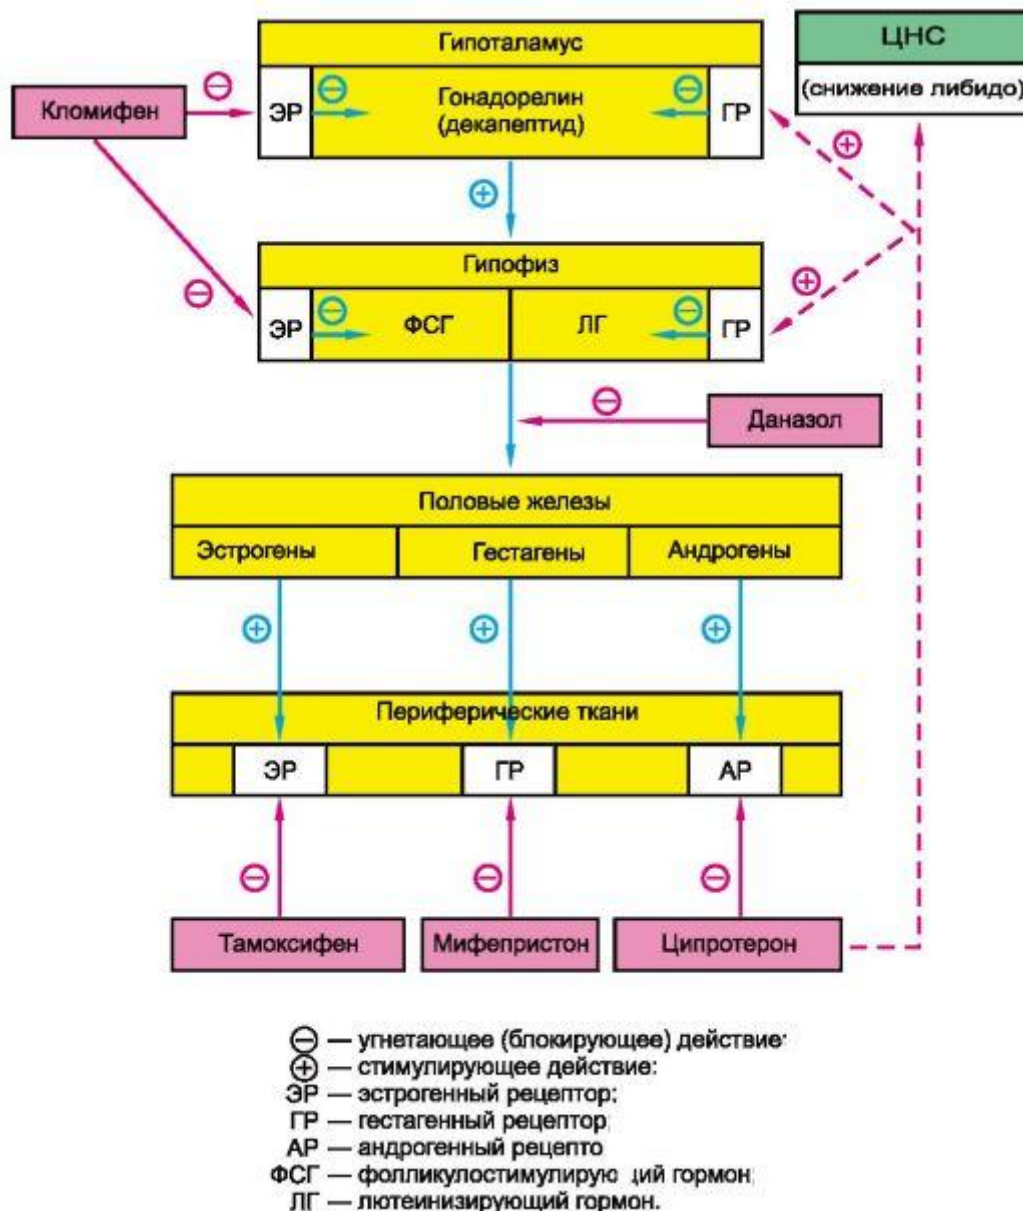 Гипоталамус
ЦНС
(снижение либидо)
Кломифен
ЭР
Гонадорелин
(декапептид)
ГР
Гипофиз
ЭР
ФСГ
ЛГ
ГР
Даназол
Половые железы
Эстрогены
Гестагены
Андрогены
Периферические ткани
ЭР
ГР
АР
Тамоксифен
Мифепристон
Ципротерон
⊖ — угнетающее (блокирующее) действие;
⊕ — стимулирующее действие;
ЭР — эстрогенный рецептор;
ГР — гестагенный рецептор;
АР — андрогенный рецепто
ФСГ — фолликулостимулирующий гормон;
ЛГ — лютеинизирующий гормон.